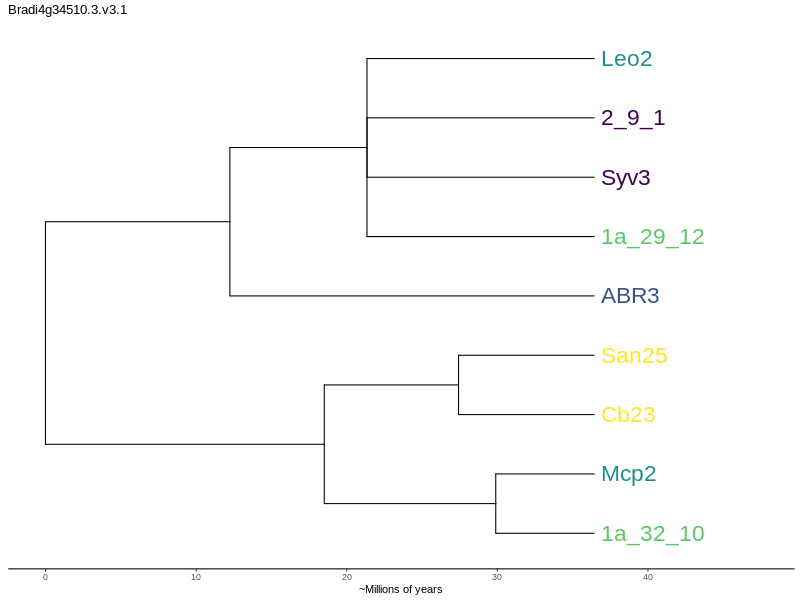 Bradi4g34510.3.v3.1
Leo2
2_9_1
Syv3
1a_29_12
ABR3
San25
Cb23
Mcp2
1a_32_10
0 10 20 30 40
~Millions of years